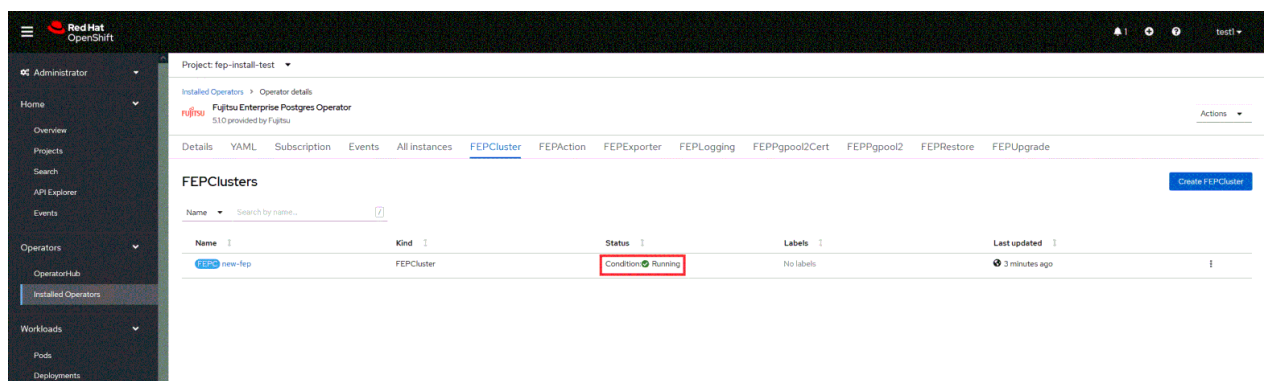 Red Hat
OpenShift
1
test1
Administrator
Home
Overview
Projects
Search
API Explorer
Events
Operators
OperatorHub
Installed Operators
Workloads
Pods
Deployments
Project: fep-install-test
Installed Operators > Operator details
FUJITSU
Fujitsu Enterprise Postgres Operator
5.1.0 provided by Fujitsu
Actions
Details YAML Subscription Events All instances FEPCluster FEPAction FEPExporter FEPLogging FEPPgpool2Cert FEPPgpool2 FEPRestore FEPUpgrade
FEPClusters
Create FEPCluster
Name Search by name... /
Name Kind Status Labels Last updated
FEPC new-fep FEPCluster Condition: Running No labels 3 minutes ago